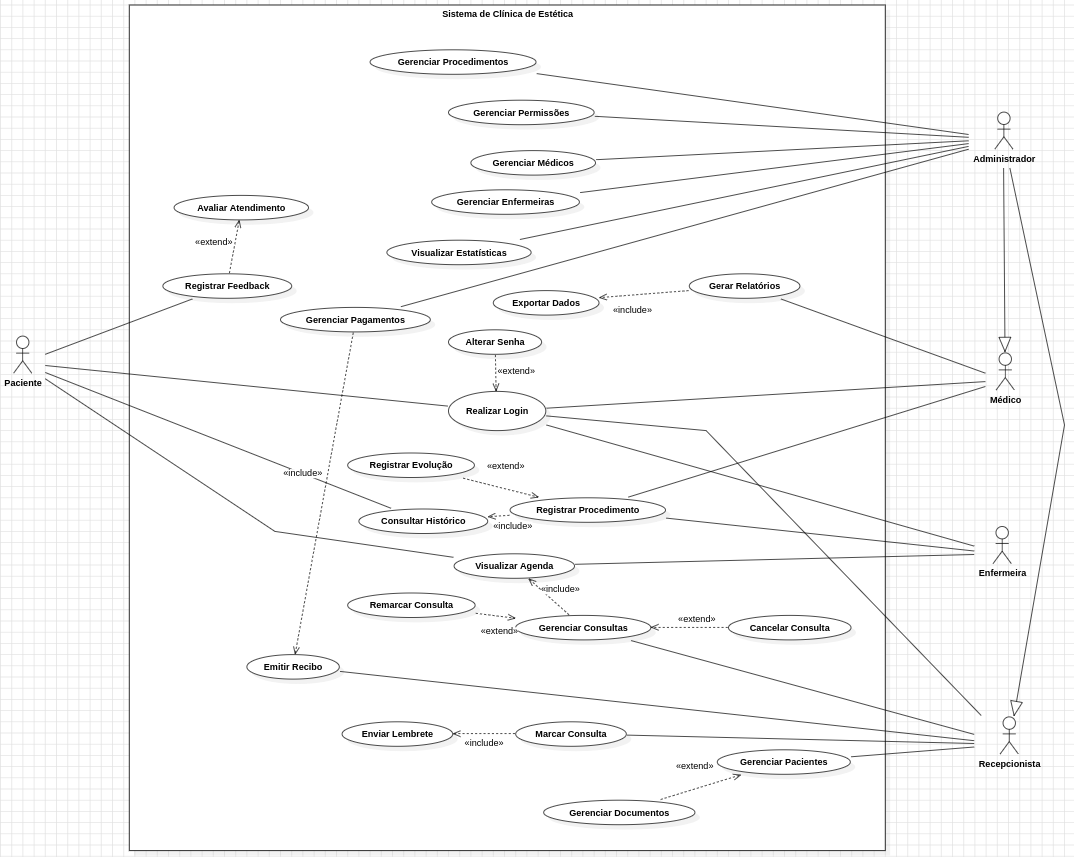 Sistema de Clínica de Estética
Gerenciar Procedimentos
Gerenciar Permissões
Administrador
Gerenciar Médicos
Gerenciar Enfermeiras
Avaliar Atendimento
«extend»
Visualizar Estatísticas
Registrar Feedback
Gerar Relatórios
Exportar Dados
«include»
Gerenciar Pagamentos
Alterar Senha
«extend»
Paciente
Médico
Realizar Login
Registrar Evolução
«extend»
«include»
Registrar Procedimento
Consultar Histórico
«include»
Visualizar Agenda
Enfermeira
«include»
Remarcar Consulta
«extend»
«extend»
Gerenciar Consultas
Cancelar Consulta
Emitir Recibo
Enviar Lembrete
«include»
Marcar Consulta
Gerenciar Pacientes
«extend»
Recepcionista
Gerenciar Documentos